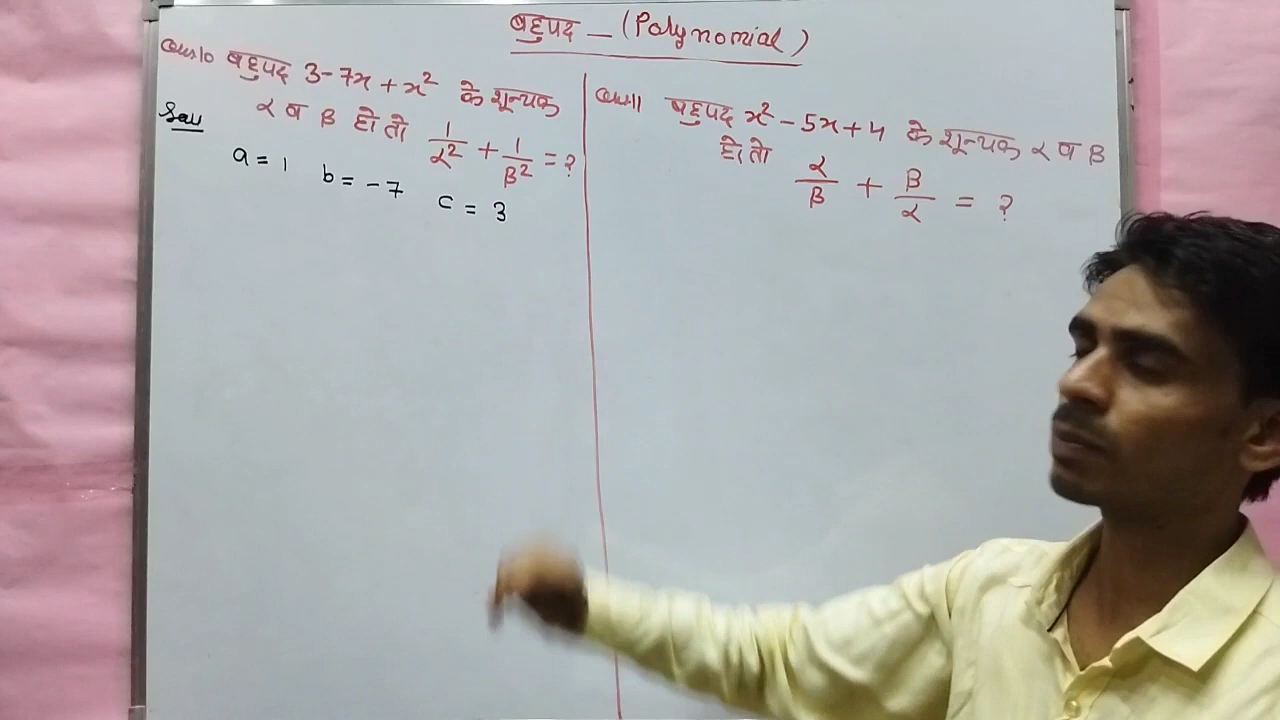 बहुपद – (Polynomial)
Ques10 बहुपद 3-7x+x² के शून्यक
α व β हो तो 1/α² + 1/β² = ?
Sol
a = 1 b = -7 c = 3
Ques11 बहुपद x² - 5x + 4 के शून्यक α व β
हो तो α/β + β/α = ?